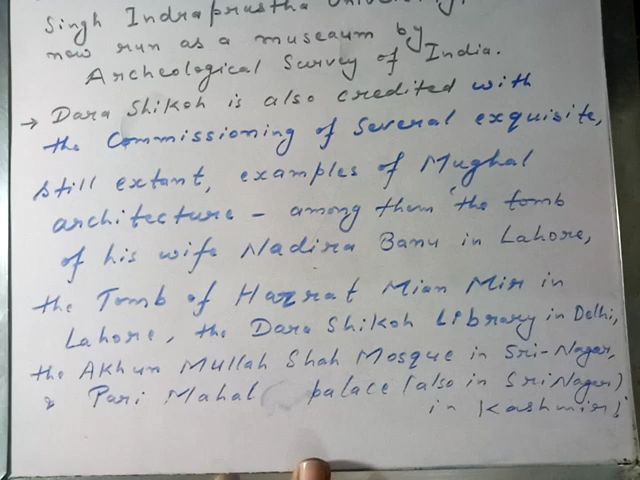 Singh Indraprastha University,
now run as a museaum by
Archeological Survey of India.
→ Dara Shikoh is also credited with
the Commissioning of Several exquisite,
still extant, examples of Mughal
architecture - among them the tomb
of his wife Nadira Banu in Lahore,
the Tomb of Hazrat Mian Mir in
Lahore, the Dara Shikoh Library in Delhi,
the Akhun Mullah Shah Mosque in Sri-Nagar,
& Pari Mahal palace (also in Sri Nagar)
in Kashmir;